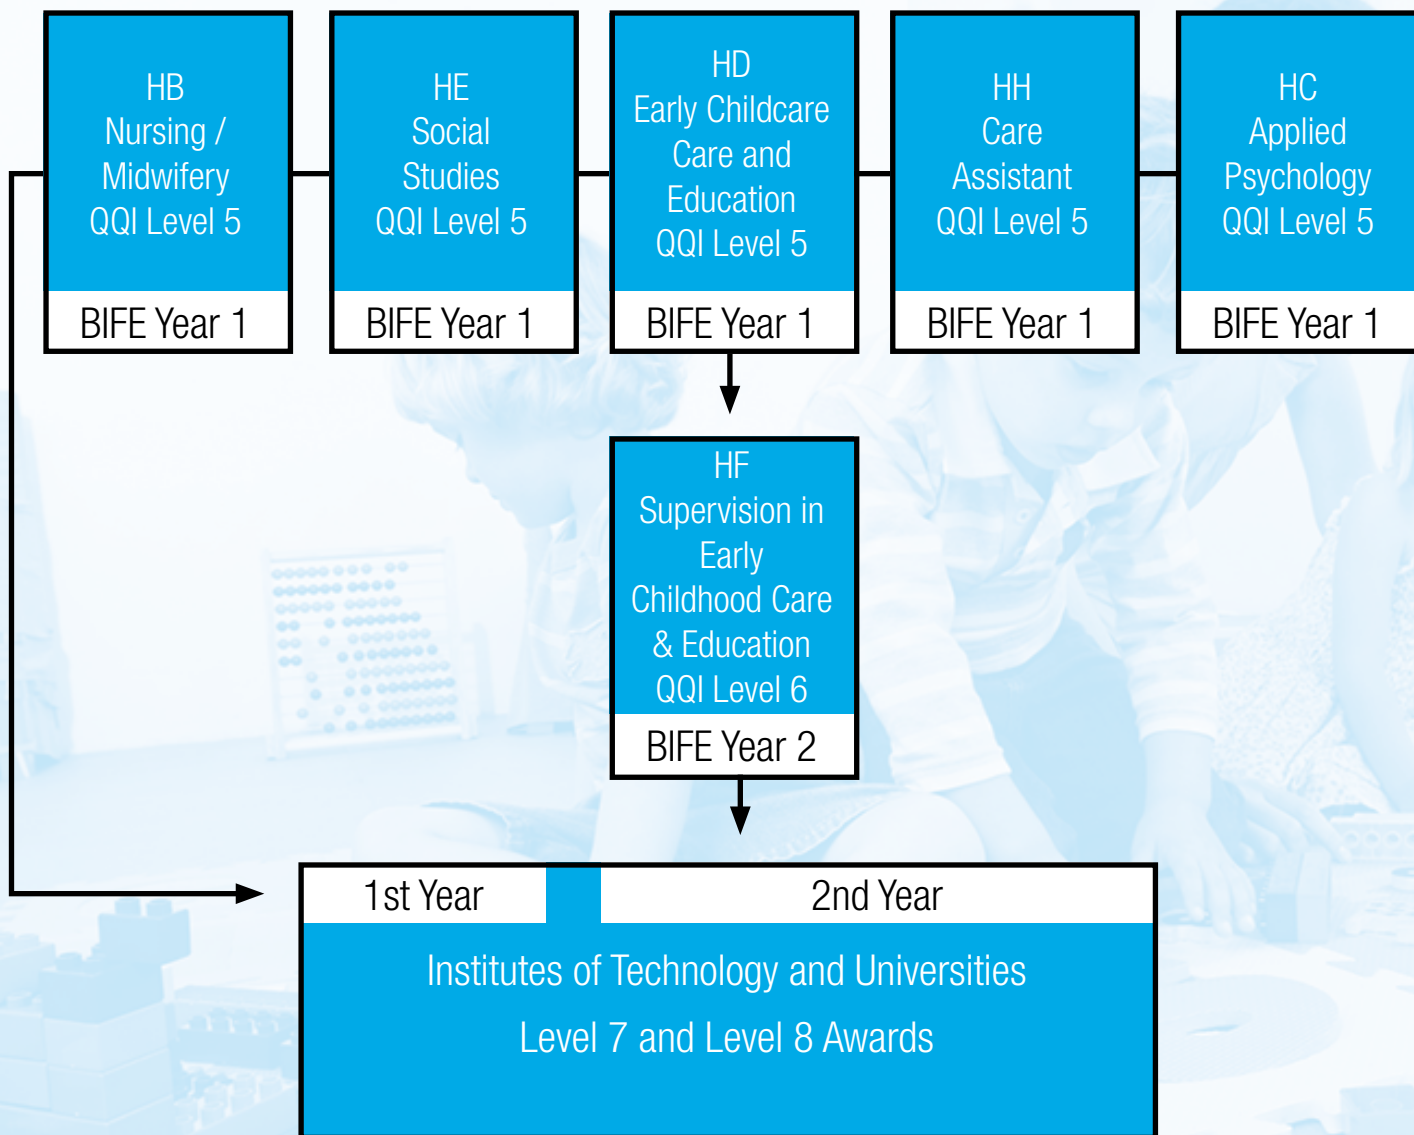 HB
Nursing /
Midwifery
QQI Level 5
BIFE Year 1
HE
Social
Studies
QQI Level 5
BIFE Year 1
HD
Early Childcare
Care and
Education
QQI Level 5
BIFE Year 1
HH
Care
Assistant
QQI Level 5
BIFE Year 1
HC
Applied
Psychology
QQI Level 5
BIFE Year 1
HF
Supervision in
Early
Childhood Care
& Education
QQI Level 6
BIFE Year 2
1st Year
2nd Year
Institutes of Technology and Universities
Level 7 and Level 8 Awards